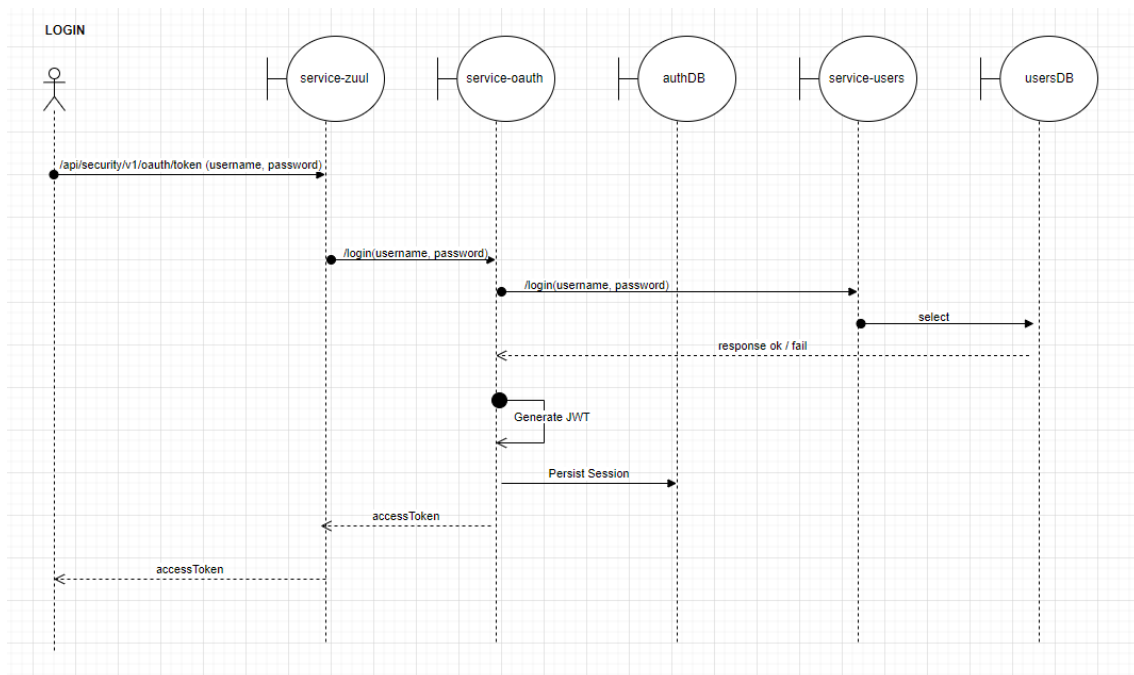 LOGIN
service-zuul
service-oauth
authDB
service-users
usersDB
/api/security/v1/oauth/token (username, password)
/login(username, password)
/login(username, password)
select
response ok / fail
Generate JWT
Persist Session
accessToken
accessToken